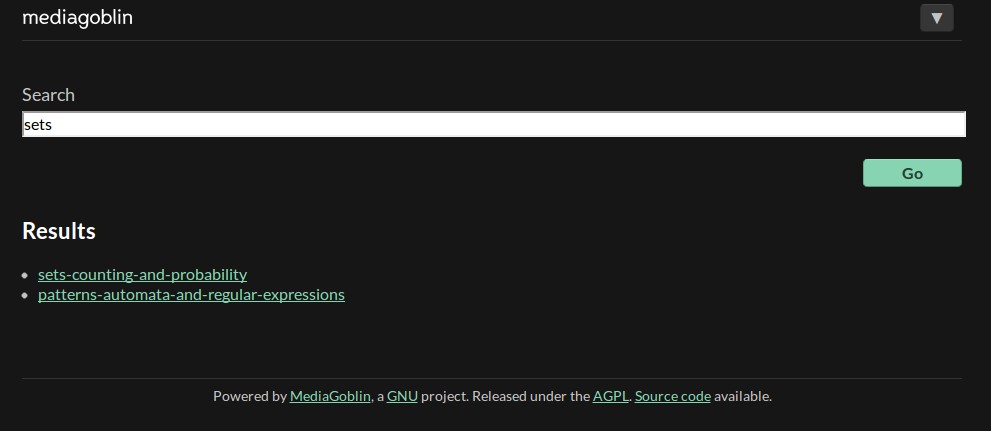 mediagoblin ▼
Search
sets
Go
Results
sets-counting-and-probability
patterns-automata-and-regular-expressions
Powered by MediaGoblin, a GNU project. Released under the AGPL. Source code available.